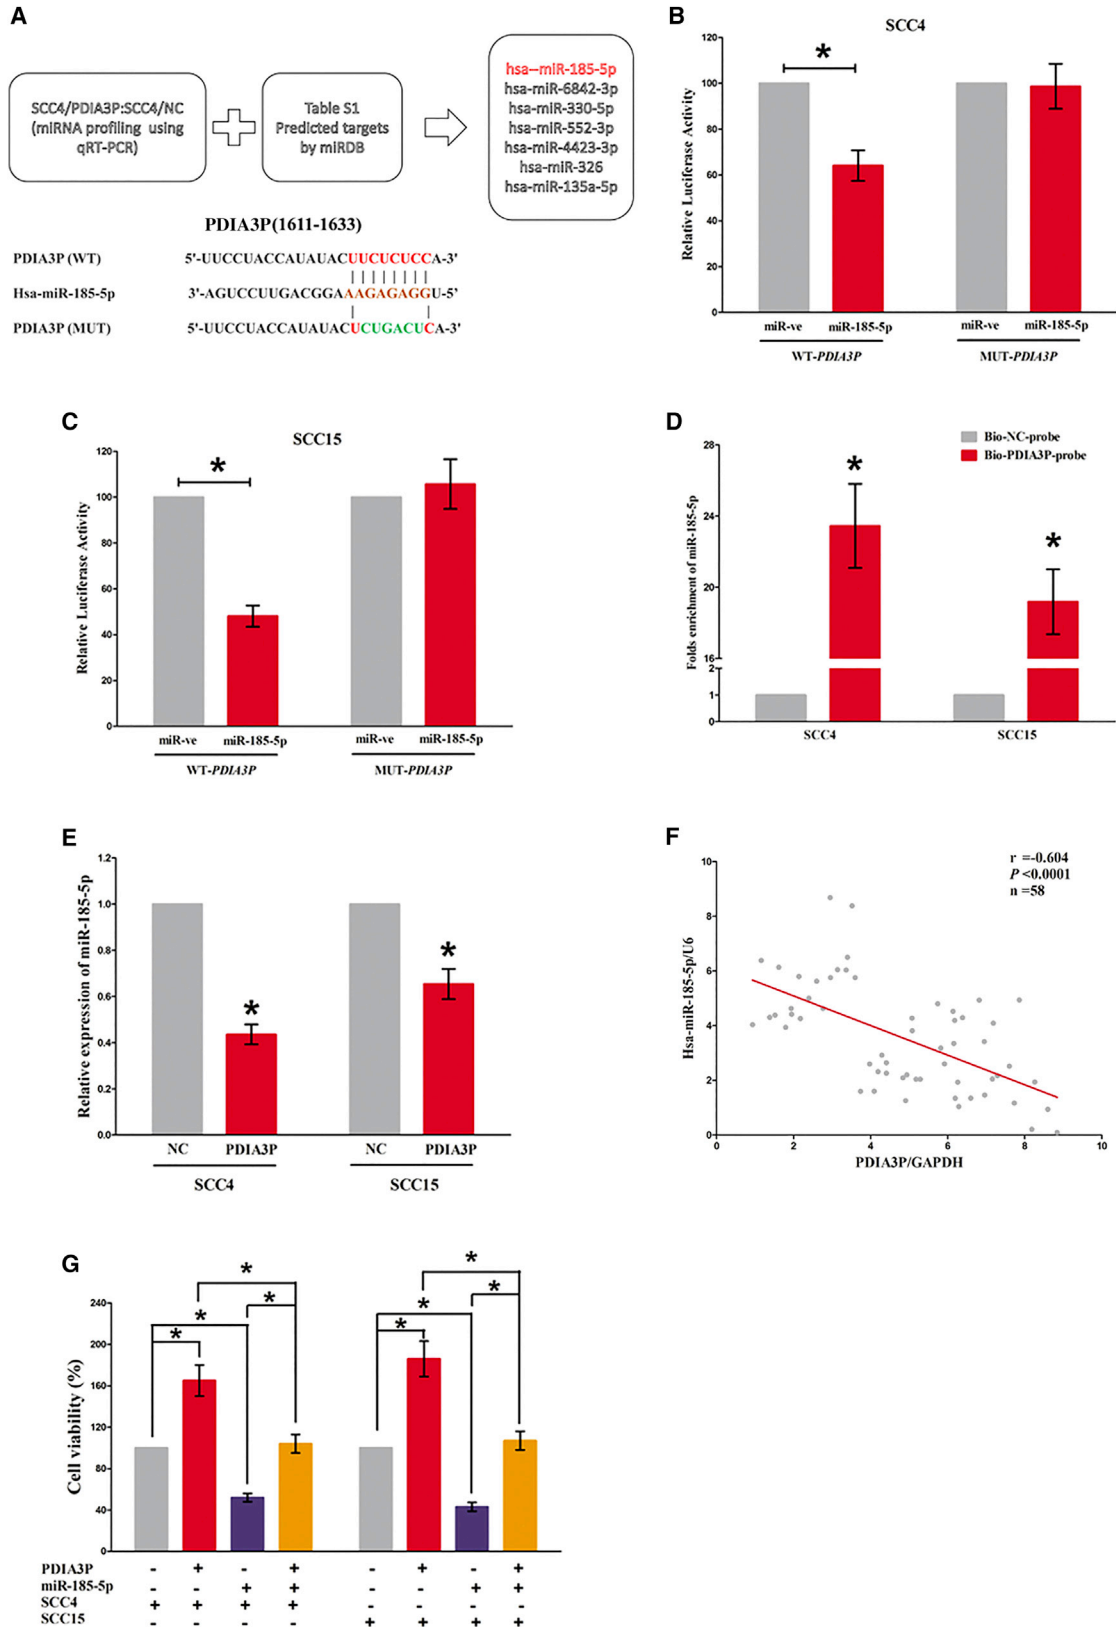 A
SCC4/PDIA3P:SCC4/NC
(miRNA profiling using
qRT-PCR)
Table S1
Predicted targets
by miRDB
hsa--miR-185-5p
hsa-miR-6842-3p
hsa-miR-330-5p
hsa-miR-552-3p
hsa-miR-4423-3p
hsa-miR-326
hsa-miR-135a-5p
PDIA3P(1611-1633)
PDIA3P (WT) 5'-UUCCUACCAUAUACUUCUCUCCA-3'
Hsa-miR-185-5p 3'-AGUCCUUGACGGAAAGAGAGGU-5'
PDIA3P (MUT) 5'-UUCCUACCAUAUACUCUGACUCA-3'
B
SCC4
Relative Luciferase Activity
120
100
80
60
40
20
0
*
miR-ve miR-185-5p miR-ve miR-185-5p
WT-PDIA3P MUT-PDIA3P
C
SCC15
Relative Luciferase Activity
120
100
80
60
40
20
0
*
miR-ve miR-185-5p miR-ve miR-185-5p
WT-PDIA3P MUT-PDIA3P
D
Bio-NC-probe
Bio-PDIA3P-probe
Folds enrichment of miR-185-5p
28
24
20
16
2
1
0
* *
SCC4 SCC15
E
Relative expression of miR-185-5p
1.2
1.0
0.8
0.6
0.4
0.2
0.0
* *
NC PDIA3P NC PDIA3P
SCC4 SCC15
F
r =-0.604
P <0.0001
n =58
Hsa-miR-185-5p/U6
10
8
6
4
2
0
0 2 4 6 8 10
PDIA3P/GAPDH
G
Cell viability (%)
240
200
160
120
80
40
0
* * * * * * * *
PDIA3P - + - + - + - +
miR-185-5p - - + + - - + +
SCC4 + + + + - - - -
SCC15 - - - - + + + +